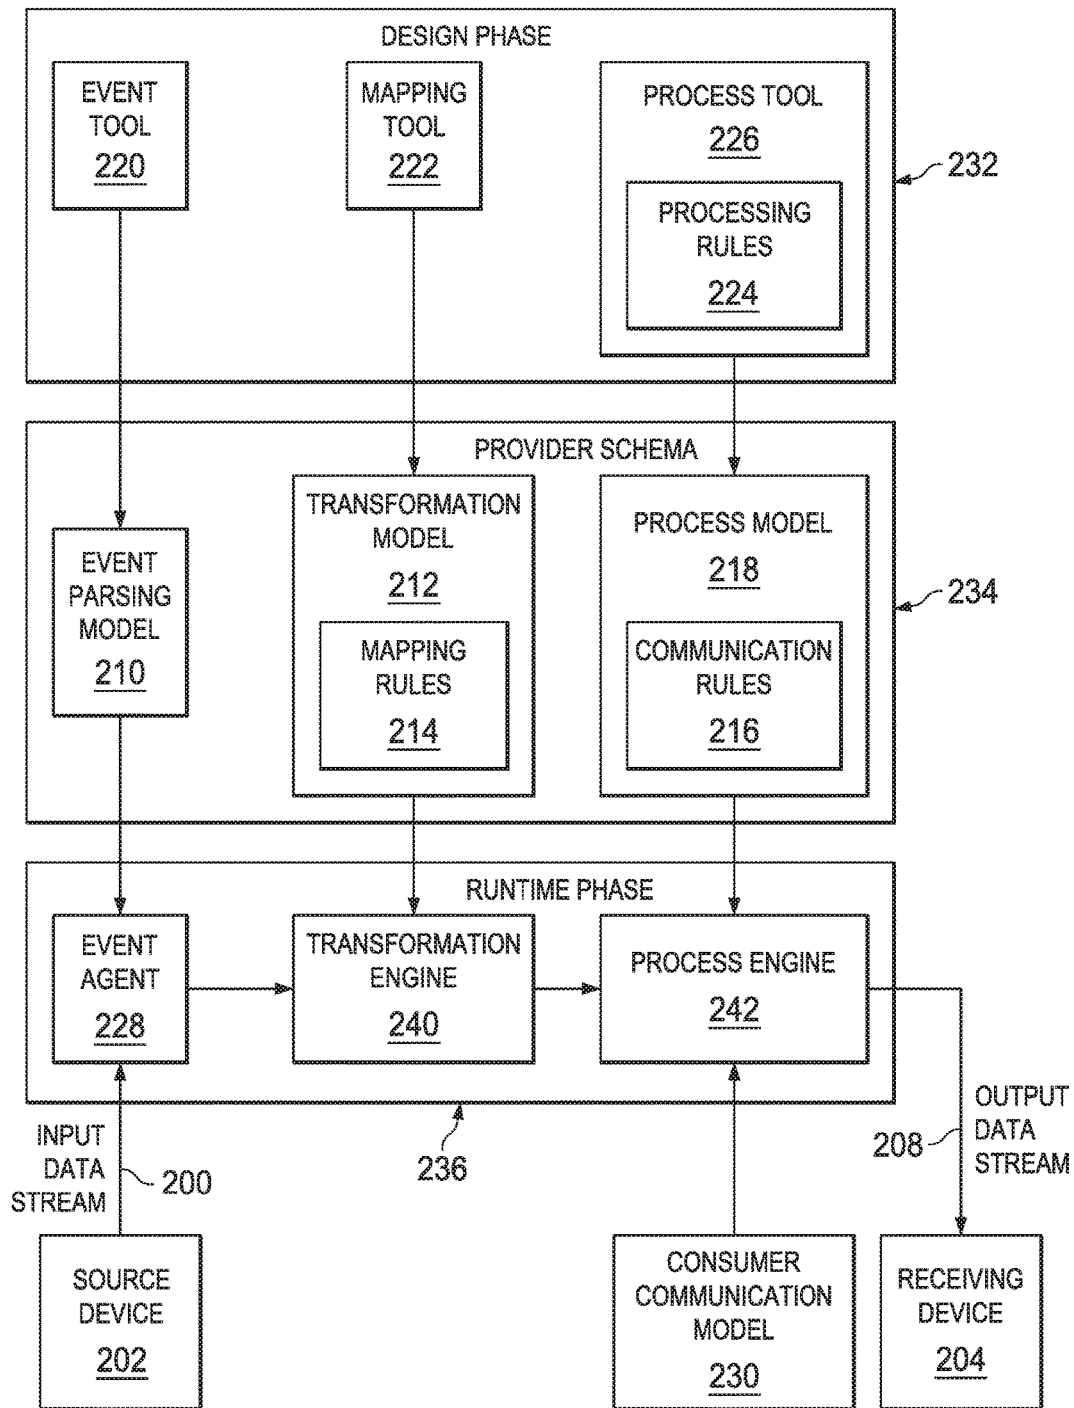 DESIGN PHASE
EVENT
TOOL
220
MAPPING
TOOL
222
PROCESS TOOL
226
PROCESSING
RULES
224
232
PROVIDER SCHEMA
EVENT
PARSING
MODEL
210
TRANSFORMATION
MODEL
212
MAPPING
RULES
214
PROCESS MODEL
218
COMMUNICATION
RULES
216
234
RUNTIME PHASE
EVENT
AGENT
228
TRANSFORMATION
ENGINE
240
PROCESS ENGINE
242
INPUT
DATA
STREAM
200
236
208
OUTPUT
DATA
STREAM
SOURCE
DEVICE
202
CONSUMER
COMMUNICATION
MODEL
230
RECEIVING
DEVICE
204